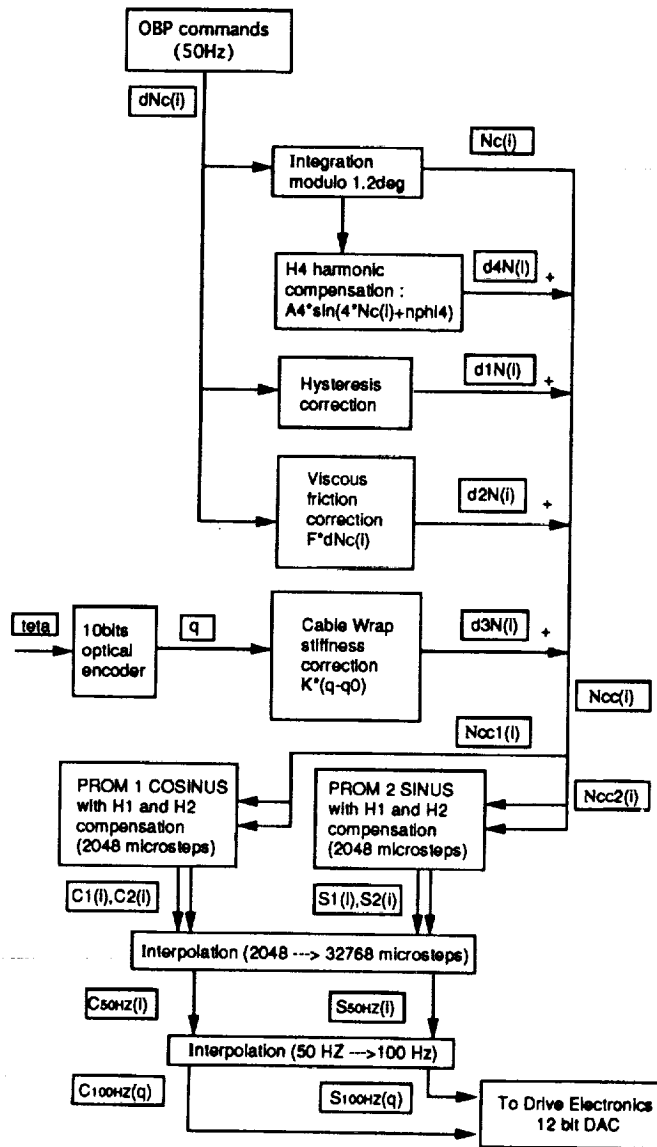 OBP commands
(50Hz)
dNc(i)
Nc(i)
Integration
modulo 1.2deg
H4 harmonic
compensation :
A4*sin(4*Nc(i)+nphi4)
d4N(i)
+
Hysteresis
correction
d1N(i)
+
Viscous
friction
correction
F*dNc(i)
d2N(i)
+
teta
10bits
optical
encoder
q
Cable Wrap
stiffness
correction
K*(q-q0)
d3N(i)
+
Ncc(i)
Ncc1(i)
Ncc2(i)
PROM 1 COSINUS
with H1 and H2
compensation
(2048 microsteps)
PROM 2 SINUS
with H1 and H2
compensation
(2048 microsteps)
C1(i),C2(i)
S1(i),S2(i)
Interpolation (2048 ---> 32768 microsteps)
C50HZ(i)
S50HZ(i)
Interpolation (50 HZ --->100 Hz)
C100HZ(q)
S100HZ(q)
To Drive Electronics
12 bit DAC